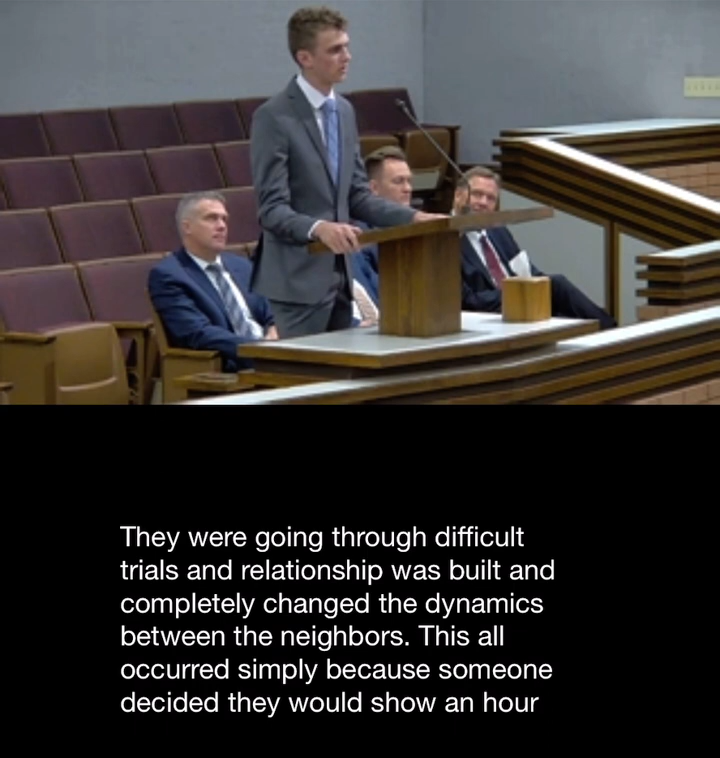 They were going through difficult
trials and relationship was built and
completely changed the dynamics
between the neighbors. This all
occurred simply because someone
decided they would show an hour